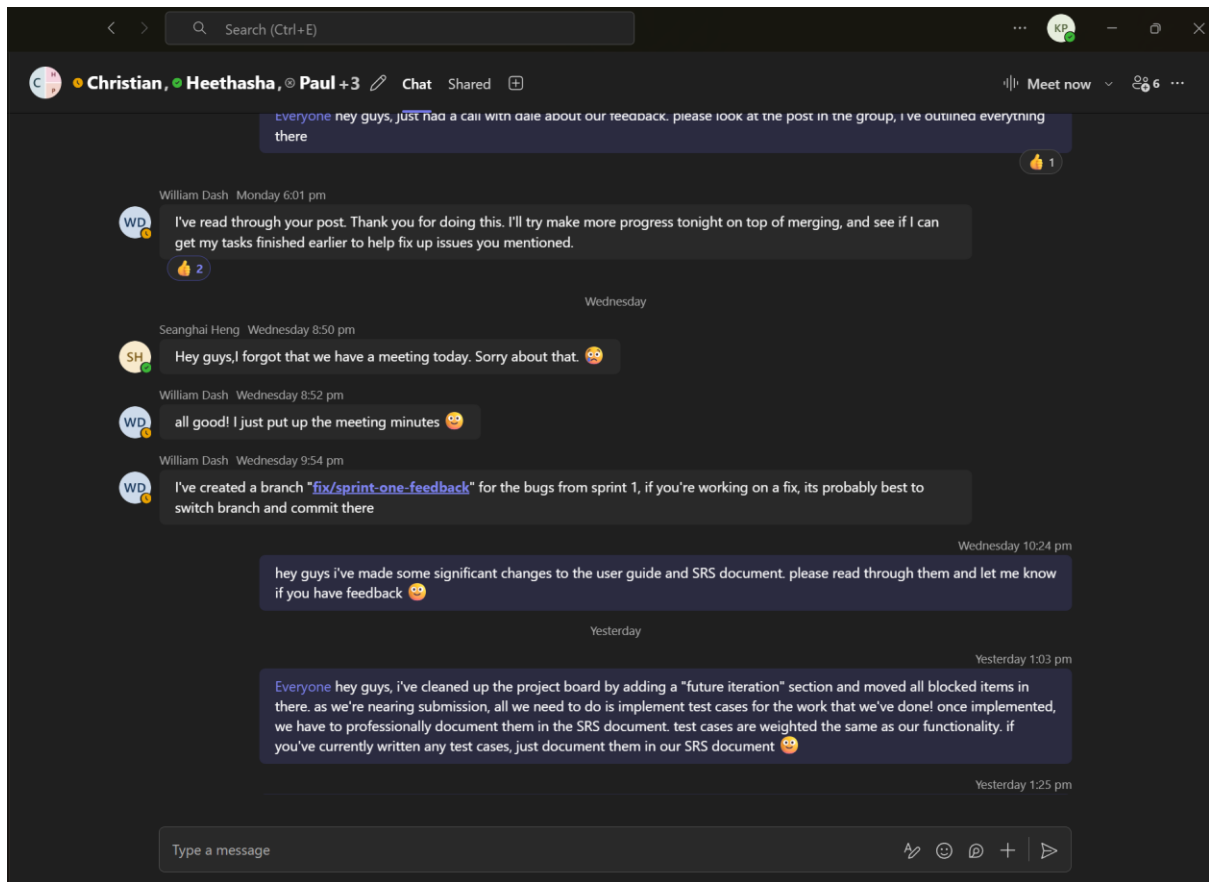 Search (Ctrl+E)
KP
C H P
Christian, Heethasha, Paul +3 Chat Shared Meet now 6
Everyone hey guys, just had a call with dale about our feedback. please look at the post in the group, i've outlined everything
there
👍 1
William Dash Monday 6:01 pm
WD
I've read through your post. Thank you for doing this. I'll try make more progress tonight on top of merging, and see if I can
get my tasks finished earlier to help fix up issues you mentioned.
👍 2
Wednesday
Seanghai Heng Wednesday 8:50 pm
SH
Hey guys,I forgot that we have a meeting today. Sorry about that. 😰
William Dash Wednesday 8:52 pm
WD
all good! I just put up the meeting minutes 🙂
William Dash Wednesday 9:54 pm
WD
I've created a branch "fix/sprint-one-feedback" for the bugs from sprint 1, if you're working on a fix, its probably best to
switch branch and commit there
Wednesday 10:24 pm
hey guys i've made some significant changes to the user guide and SRS document. please read through them and let me know
if you have feedback 🙂
Yesterday
Yesterday 1:03 pm
Everyone hey guys, i've cleaned up the project board by adding a "future iteration" section and moved all blocked items in
there. as we're nearing submission, all we need to do is implement test cases for the work that we've done! once implemented,
we have to professionally document them in the SRS document. test cases are weighted the same as our functionality. if
you've currently written any test cases, just document them in our SRS document 🙂
Yesterday 1:25 pm
Type a message